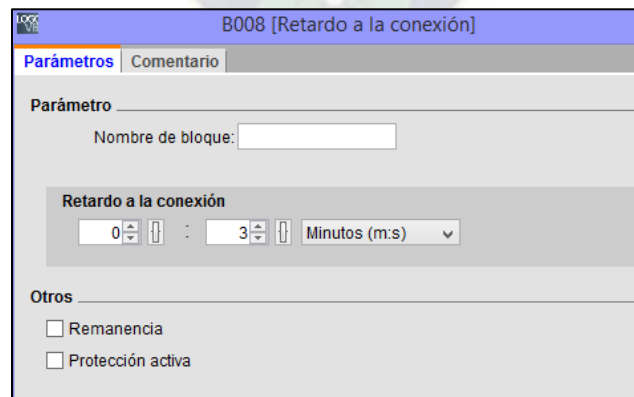 LOGO V8
B008 [Retardo a la conexión]
Parámetros Comentario
Parámetro
Nombre de bloque:
Retardo a la conexión
0 : 3 Minutos (m:s)
Otros
Remanencia
Protección activa